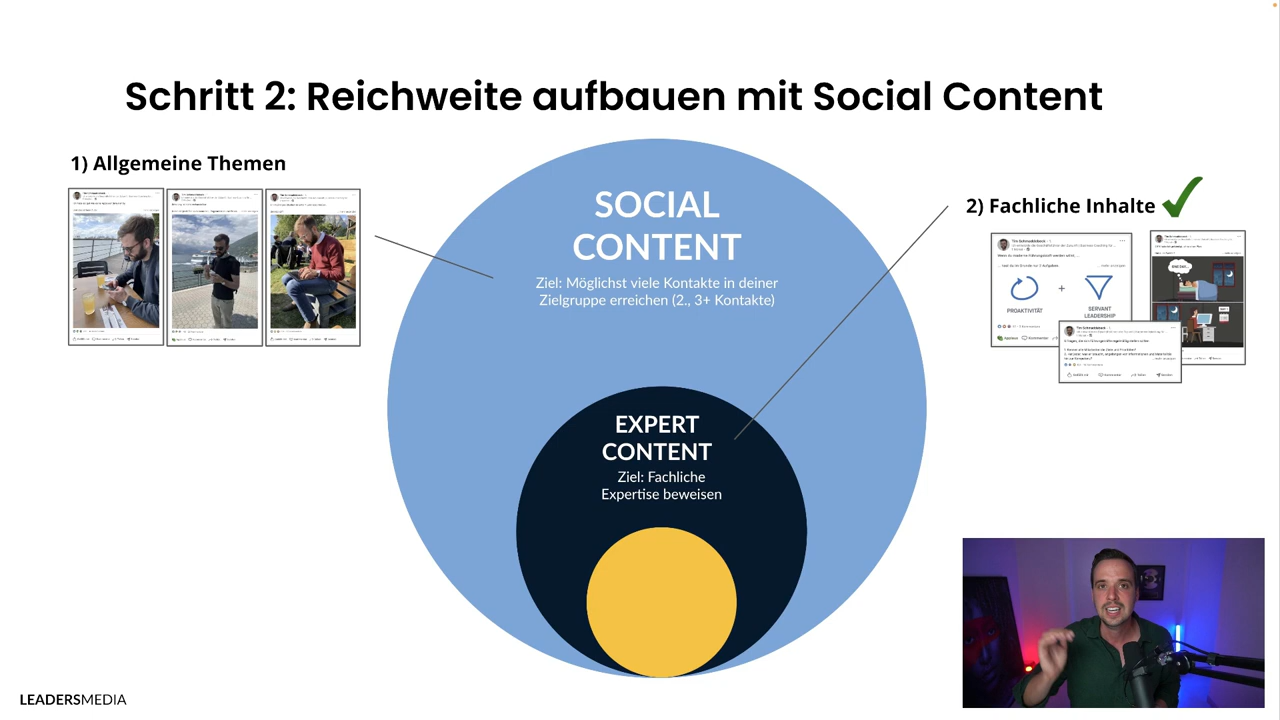 Schritt 2: Reichweite aufbauen mit Social Content
1) Allgemeine Themen
SOCIAL
CONTENT
Ziel: Möglichst viele Kontakte in deiner
Zielgruppe erreichen (2., 3+ Kontakte)
2) Fachliche Inhalte
PROAKTIVITÄT
+
SERVANT
LEADERSHIP
EXPERT
CONTENT
Ziel: Fachliche
Expertise beweisen
LEADERSMEDIA